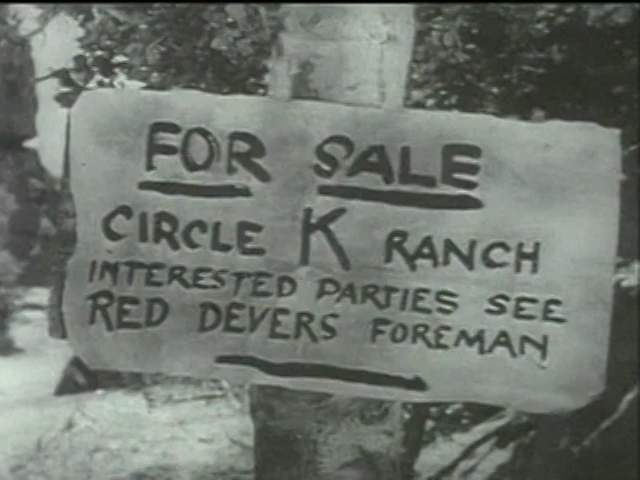 FOR SALE
CIRCLE K RANCH
INTERESTED PARTIES SEE
RED DEVERS FOREMAN